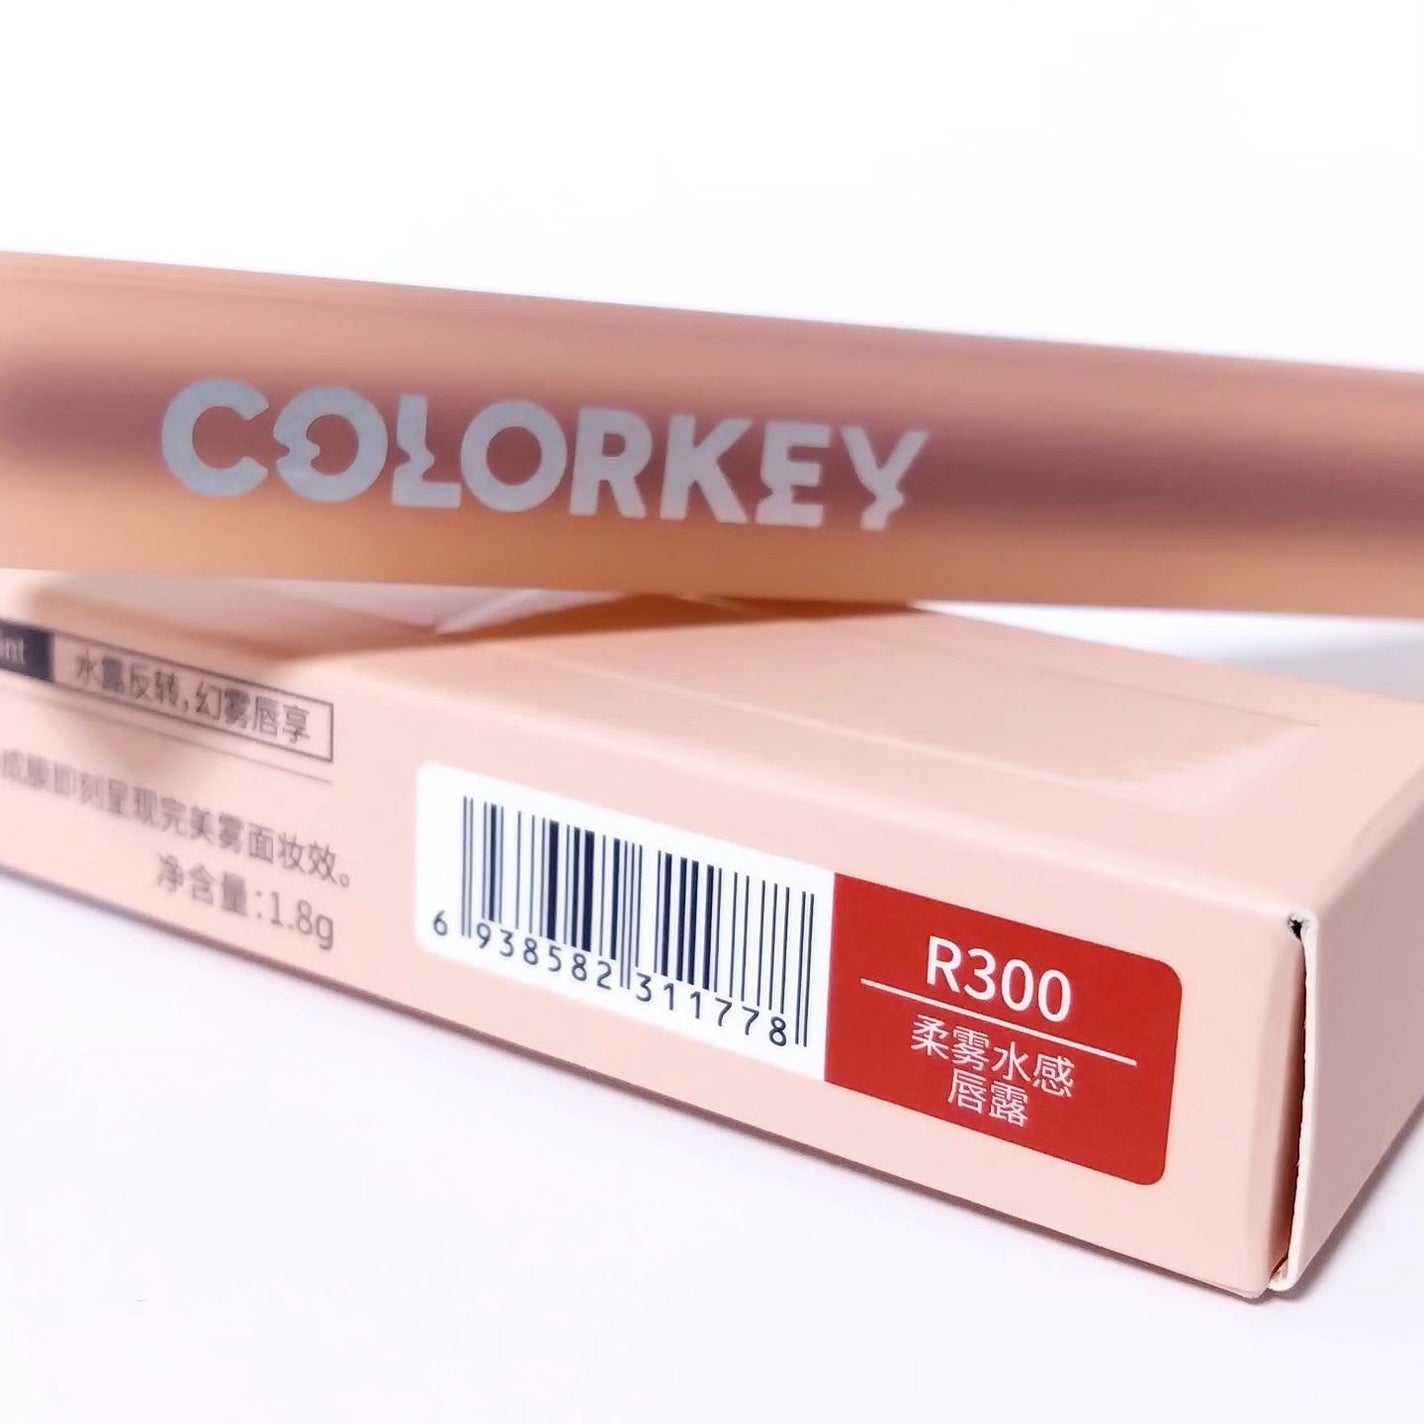 COLORKEY
水露反转,幻雾唇享
成膜即刻呈现完美雾面妆效。
净含量:1.8g
6 938582 311778
R300
柔雾水感
唇露